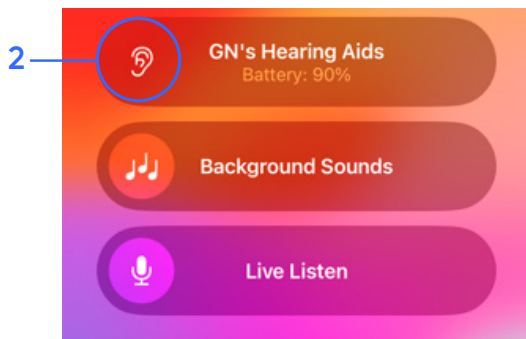 2
GN's Hearing Aids
Battery: 90%
Background Sounds
Live Listen